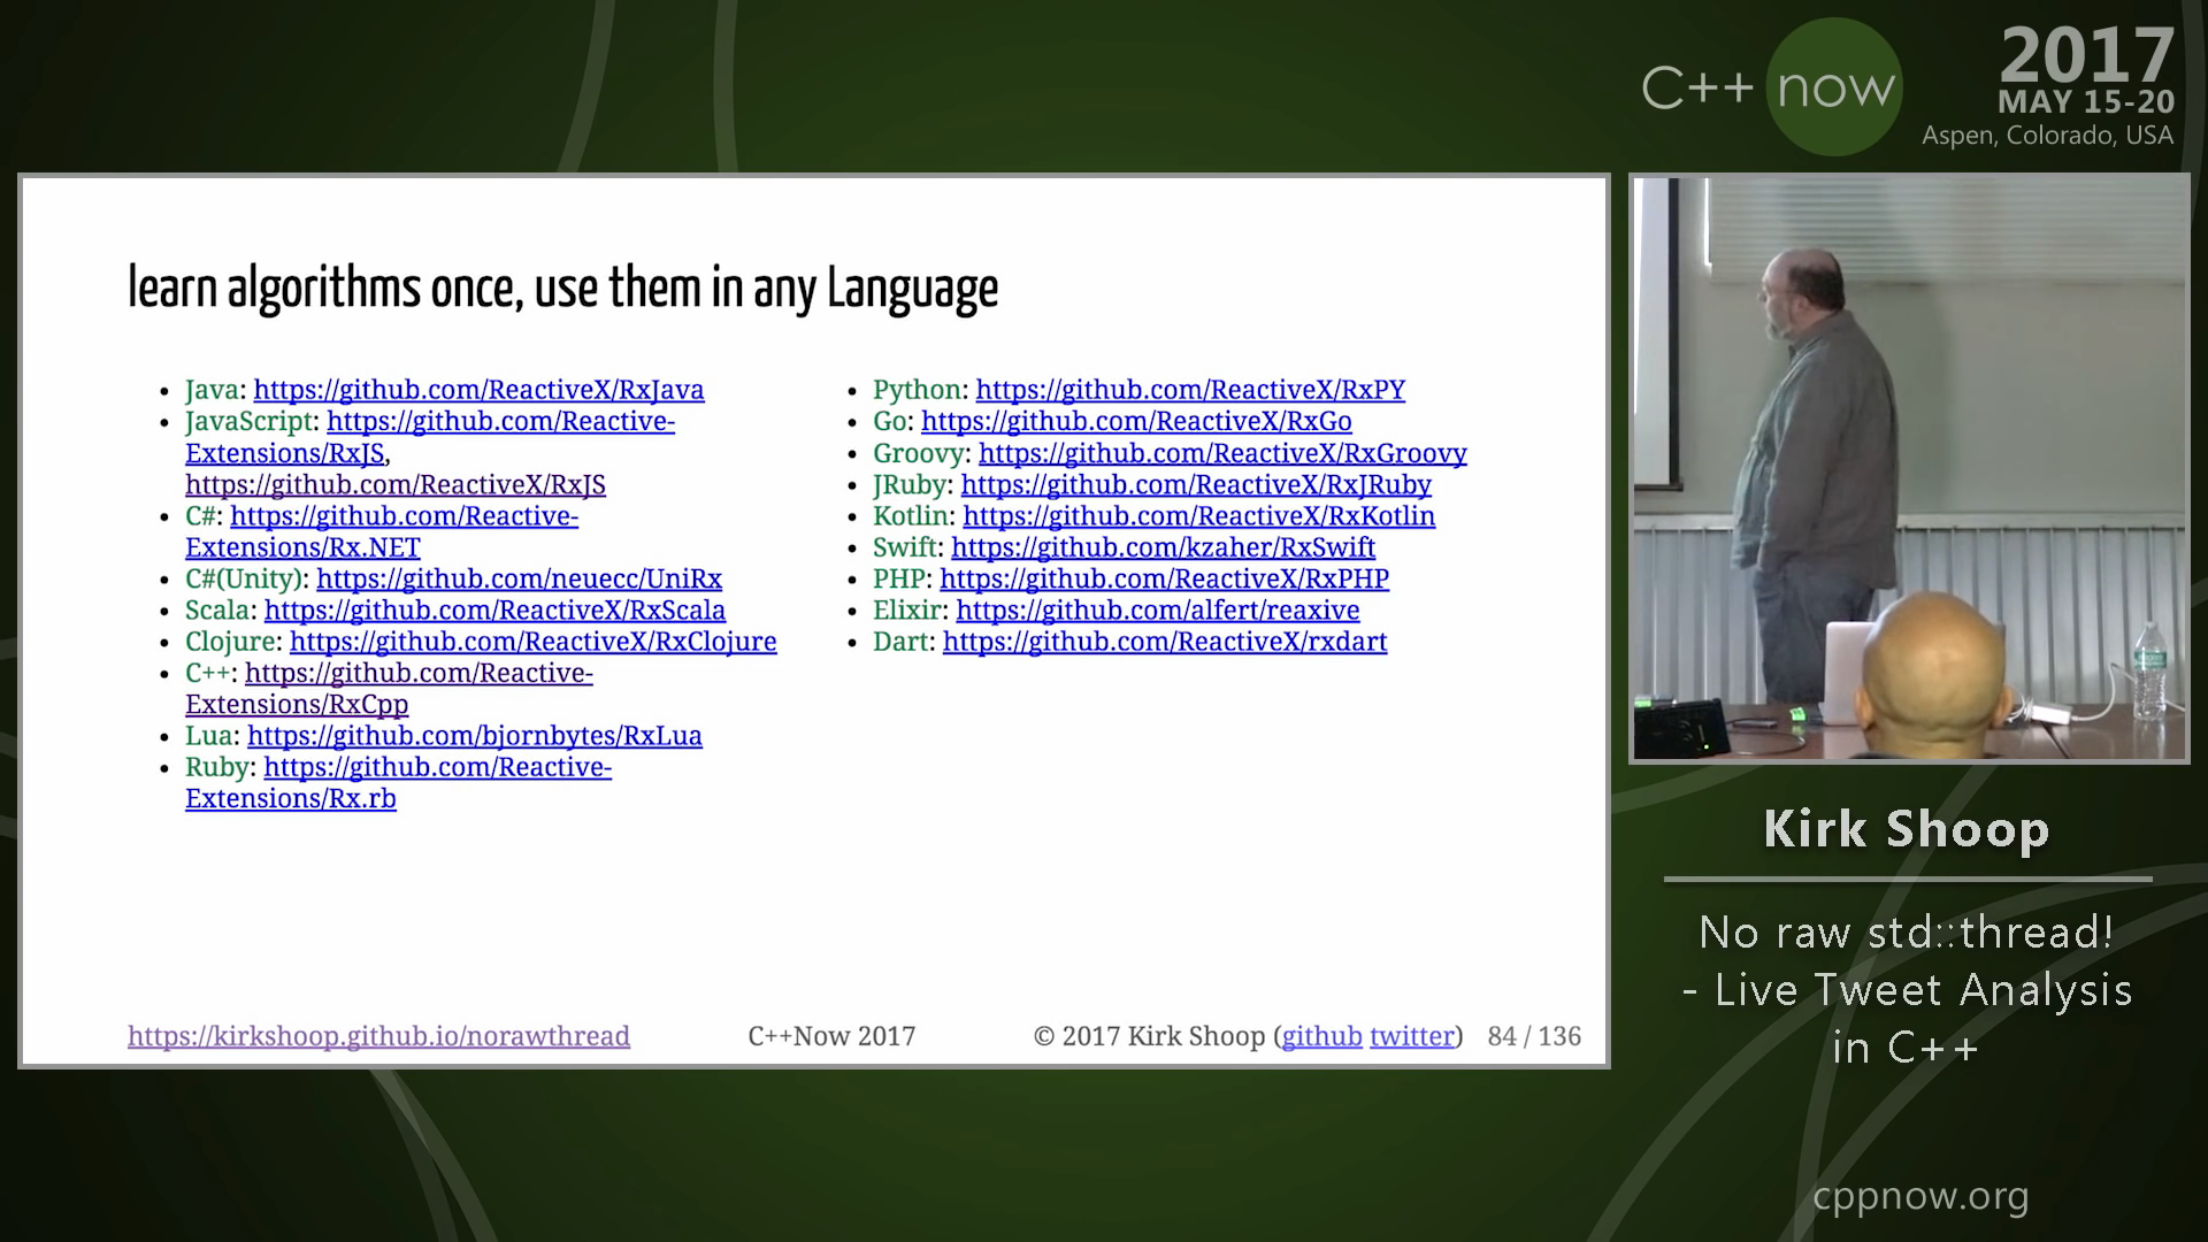 C++ now
2017
MAY 15-20
Aspen, Colorado, USA
learn algorithms once, use them in any Language
• Java: https://github.com/ReactiveX/RxJava
• JavaScript: https://github.com/Reactive-
Extensions/RxJS,
https://github.com/ReactiveX/RxJS
• C#: https://github.com/Reactive-
Extensions/Rx.NET
• C#(Unity): https://github.com/neuecc/UniRx
• Scala: https://github.com/ReactiveX/RxScala
• Clojure: https://github.com/ReactiveX/RxClojure
• C++: https://github.com/Reactive-
Extensions/RxCpp
• Lua: https://github.com/bjornbytes/RxLua
• Ruby: https://github.com/Reactive-
Extensions/Rx.rb
• Python: https://github.com/ReactiveX/RxPY
• Go: https://github.com/ReactiveX/RxGo
• Groovy: https://github.com/ReactiveX/RxGroovy
• JRuby: https://github.com/ReactiveX/RxJRuby
• Kotlin: https://github.com/ReactiveX/RxKotlin
• Swift: https://github.com/kzaher/RxSwift
• PHP: https://github.com/ReactiveX/RxPHP
• Elixir: https://github.com/alfert/reaxive
• Dart: https://github.com/ReactiveX/rxdart
https://kirkshoop.github.io/norawthread C++Now 2017 © 2017 Kirk Shoop (github twitter) 84 / 136
Kirk Shoop
No raw std::thread!
- Live Tweet Analysis
in C++
cppnow.org